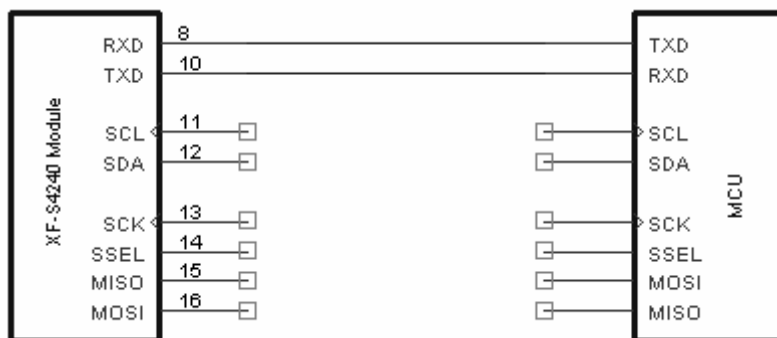 RXD 8 TXD
TXD 10 RXD
SCL 11 SCL
SDA 12 SDA
XF-S4240 Module
MCU
SCK 13 SCK
SSEL 14 SSEL
MISO 15 MOSI
MOSI 16 MISO